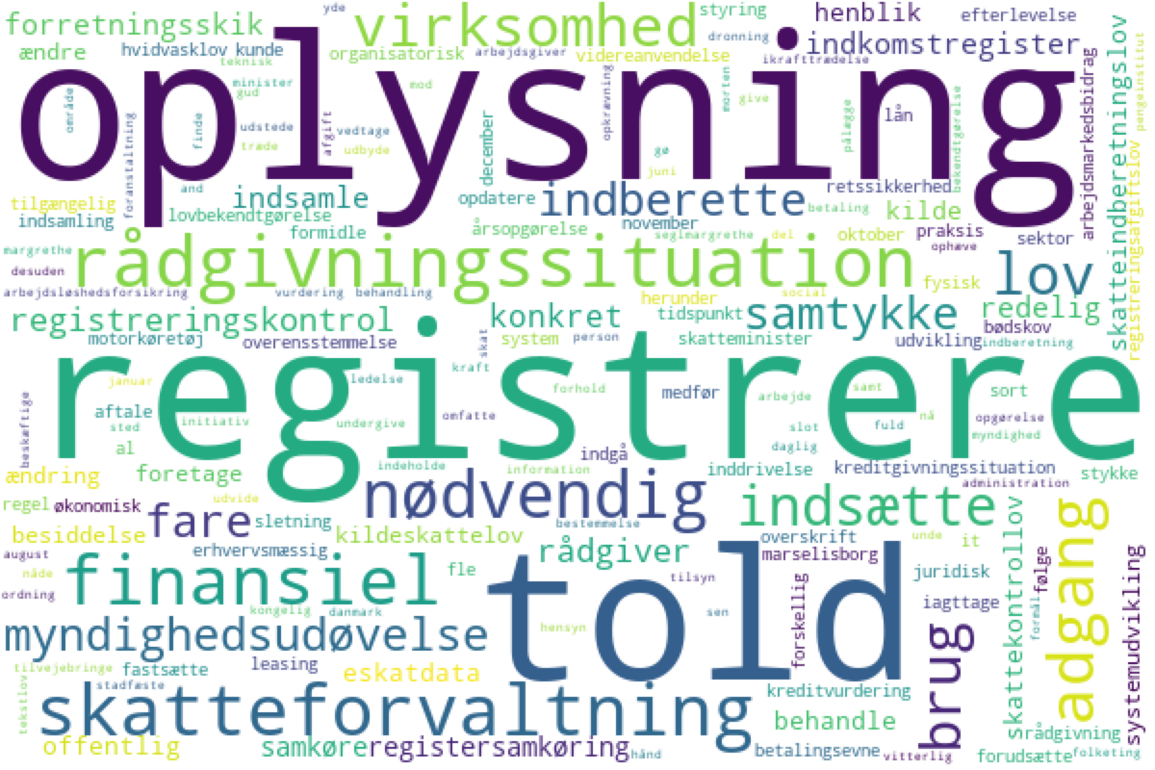 yde
forretningsskik
virksomhed
styring
henblik
efterlevelse
ændre
hvidvasklov
kunde
organisatorisk
arbejdsgiver
videreanvendelse
dronning
indkomstregister
teknisk
ikrafttrædelse
oplysning
område
minister
gud
finde
udstede
træde
afgift
vedtage
udbyde
mod
opkrævning
morten
give
pålægge
lån
bekendtgørelse
arbejdsmarkedsbidrag
skatteindberetningslov
pengeinstitut
registreringsafgiftslov
foranstaltning
december
gø
juni
tilgængelig
and
indsamle
opdatere
indberette
retssikkerhed
indsamling
lovbekendtgørelse
formidle
årsopgørelse
november
betaling
kilde
praksis
margrethe
seglmargrethe
del
oktober
ophæve
sektor
desuden
rådgivningssituation
lov
fysisk
arbejdsløshedsforsikring
vurdering
behandling
herunder
social
registreringskontrol
konkret
tidspunkt
samtykke
redelig
bødskov
motorkøretøj
overensstemmelse
system
person
skatteminister
udvikling
indberetning
skat
kraft
registrere
januar
ledelse
forhold
medfør
arbejde
samt
sort
aftale
sted
initiativ
undergive
omfatte
slot
nå
opgørelse
beskæftige
al
daglig
fuld
myndighed
indgå
ændring
foretage
indeholde
information
inddrivelse
kreditgivningssituation
stykke
administration
regel
økonomisk
udvide
nødvendig
indsætte
fare
sletning
bestemmelse
besiddelse
kildeskattelov
overskrift
unde
it
august
erhvervsmæssig
rådgiver
marselisborg
skattekontrollov
følge
adgang
nåde
finansiel
fle
tilsyn
told
juridisk
ordning
kongelig
danmark
sen
forskellig
iagttage
formål
systemudvikling
myndighedsudøvelse
hensyn
brug
tilvejebringe
fastsætte
leasing
eskatdata
stadfæste
tekstlov
skatteforvaltning
kreditvurdering
behandle
srådgivning
offentlig
samkøre
registersamkøring
hånd
betalingsevne
vitterlig
forudsætte
folketing